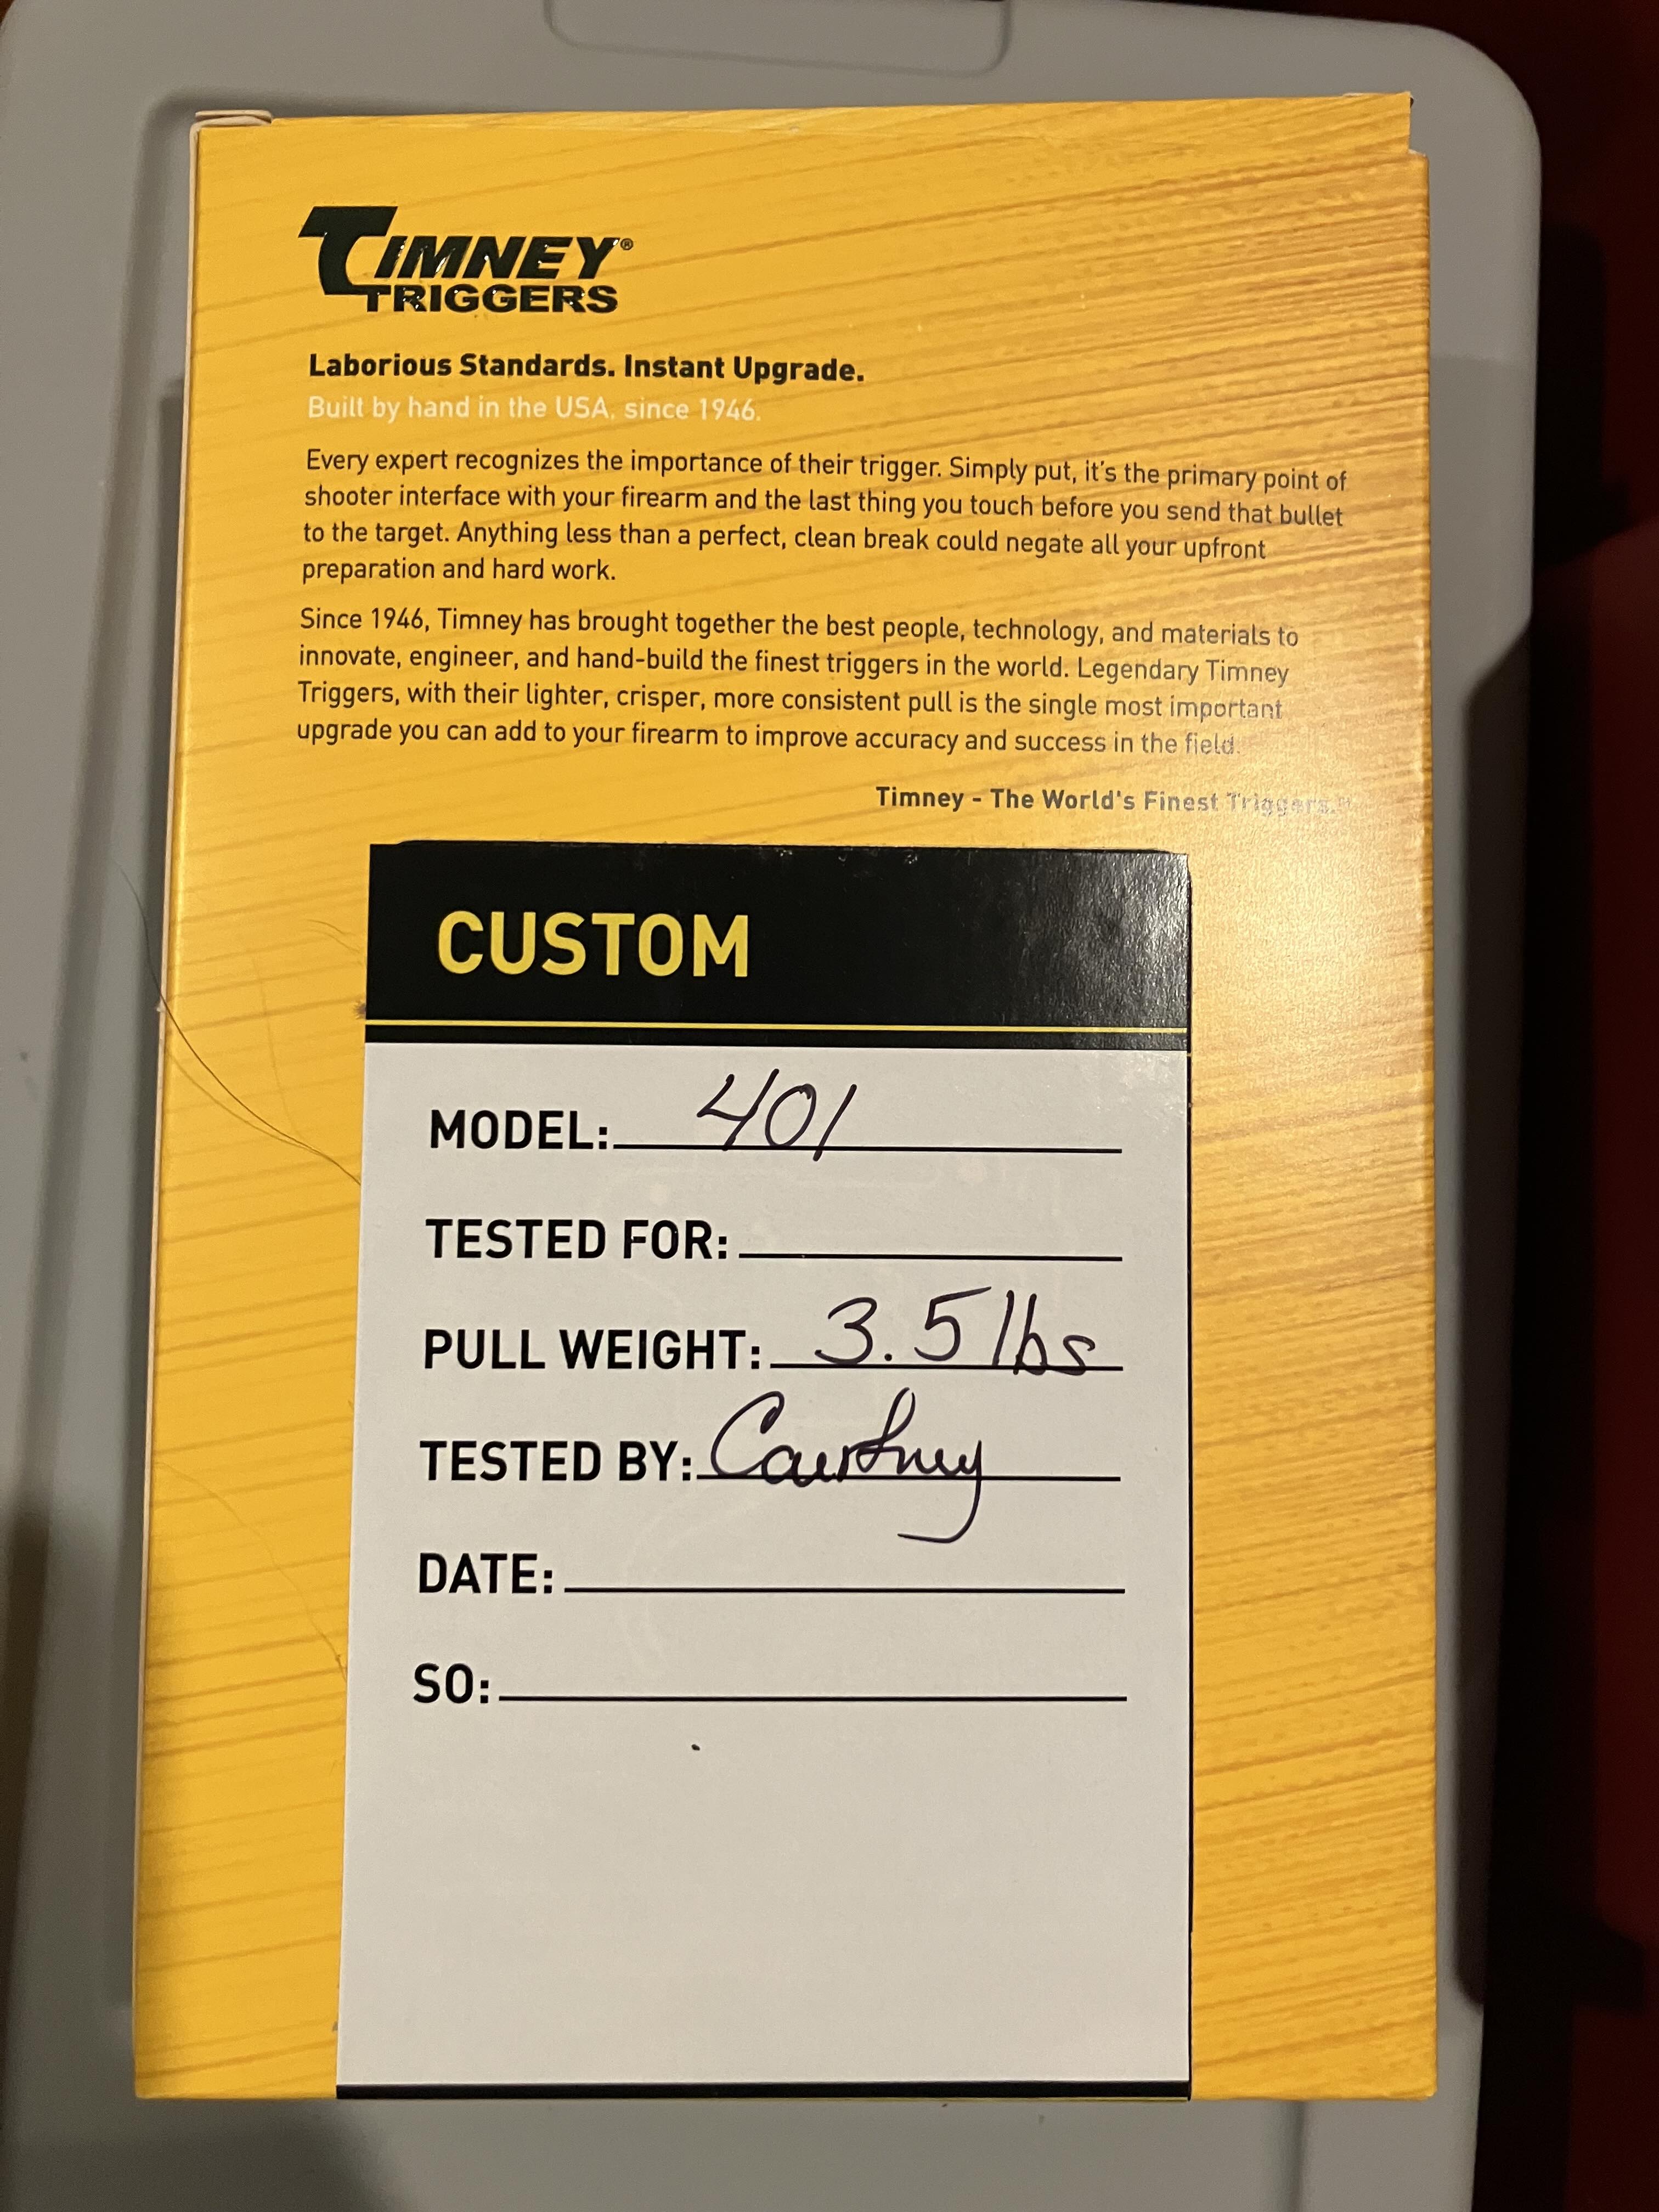 TIMNEY®
TRIGGERS
Laborious Standards. Instant Upgrade.
Built by hand in the USA, since 1946.
Every expert recognizes the importance of their trigger. Simply put, it's the primary point of
shooter interface with your firearm and the last thing you touch before you send that bullet
to the target. Anything less than a perfect, clean break could negate all your upfront
preparation and hard work.
Since 1946, Timney has brought together the best people, technology, and materials to
innovate, engineer, and hand-build the finest triggers in the world. Legendary Timney
Triggers, with their lighter, crisper, more consistent pull is the single most important
upgrade you can add to your firearm to improve accuracy and success in the field.
Timney - The World's Finest Triggers.™
CUSTOM
MODEL: 401
TESTED FOR:
PULL WEIGHT: 3.5 lbs
TESTED BY: Courtney
DATE:
SO: